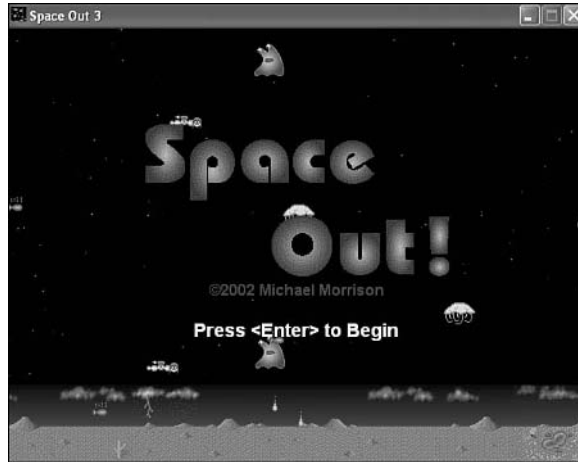 Space Out 3
Space
Out!
©2002 Michael Morrison
Press <Enter> to Begin